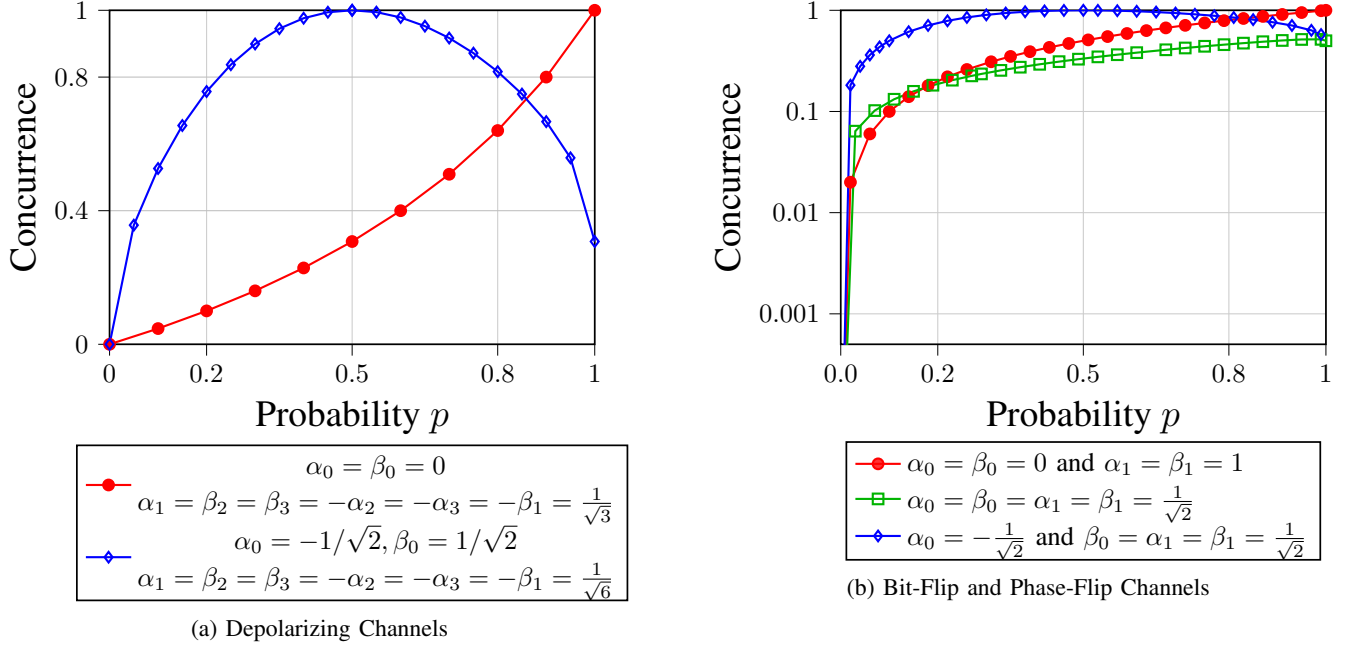 1
0.8
0.4
0
Concurrence
0
0.2
0.5
0.8
1
Probability p
α₀ = β₀ = 0
α₁ = β₂ = β₃ = −α₂ = −α₃ = −β₁ = 1/√3
α₀ = −1/√2, β₀ = 1/√2
α₁ = β₂ = β₃ = −α₂ = −α₃ = −β₁ = 1/√6
(a) Depolarizing Channels
1
0.1
0.01
0.001
Concurrence
0.0
0.2
0.5
0.8
1
Probability p
α₀ = β₀ = 0 and α₁ = β₁ = 1
α₀ = β₀ = α₁ = β₁ = 1/√2
α₀ = −1/√2 and β₀ = α₁ = β₁ = 1/√2
(b) Bit-Flip and Phase-Flip Channels